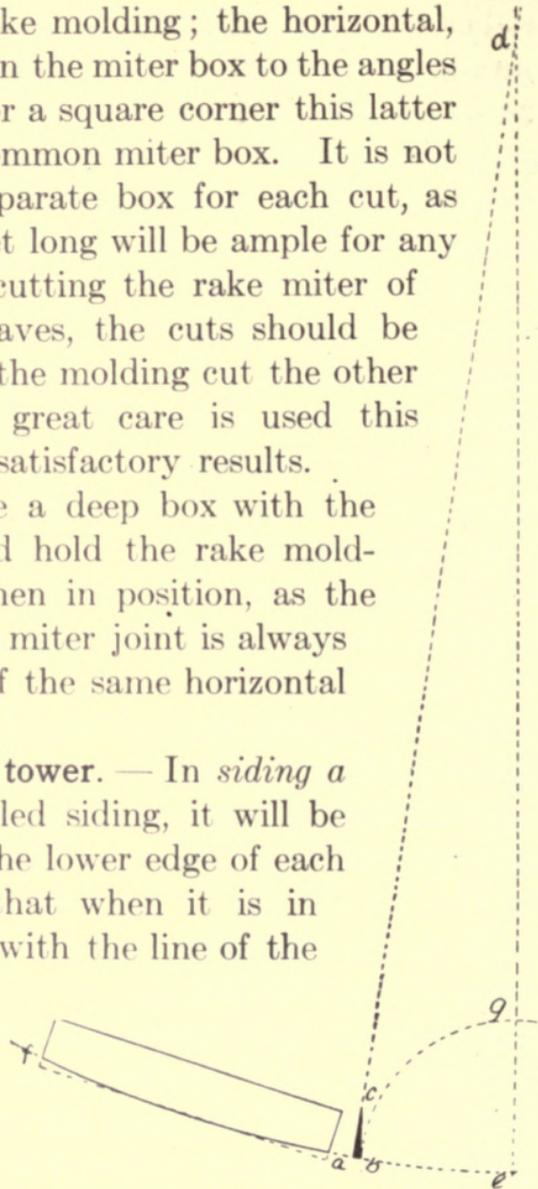 ke molding; the horizontal,
n the miter box to the angles
r a square corner this latter
mmon miter box. It is not
parate box for each cut, as
t long will be ample for any
cutting the rake miter of
aves, the cuts should be
the molding cut the other
great care is used this
satisfactory results.
e a deep box with the
d hold the rake mold-
en in position, as the
miter joint is always
f the same horizontal
tower. — In siding a
led siding, it will be
he lower edge of each
hat when it is in
with the line of the
d
g
c
f
a
b
e